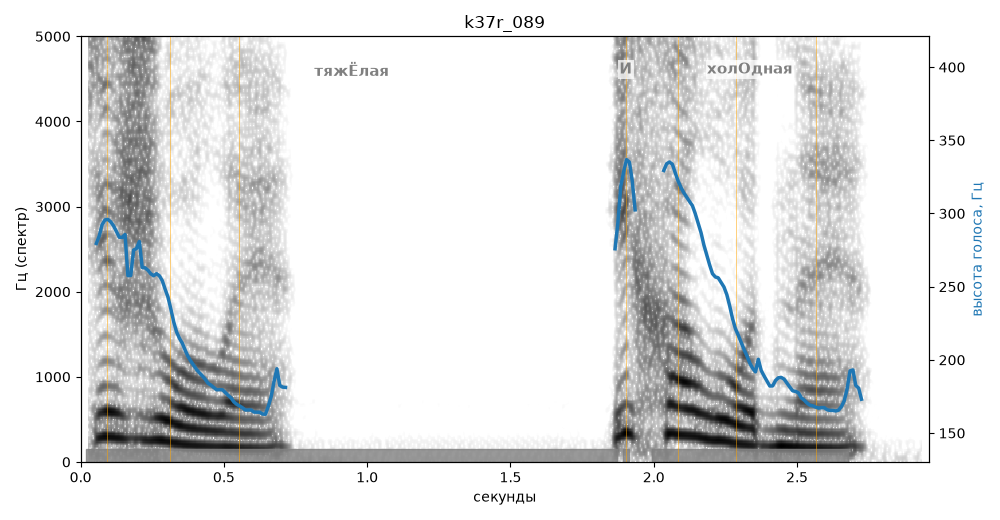 k37r_089
5000
4000
3000
2000
1000
0
Гц (спектр)
тяжЁлая
И
холОдная
400
350
300
250
200
150
высота голоса, Гц
0.0 0.5 1.0 1.5 2.0 2.5
секунды